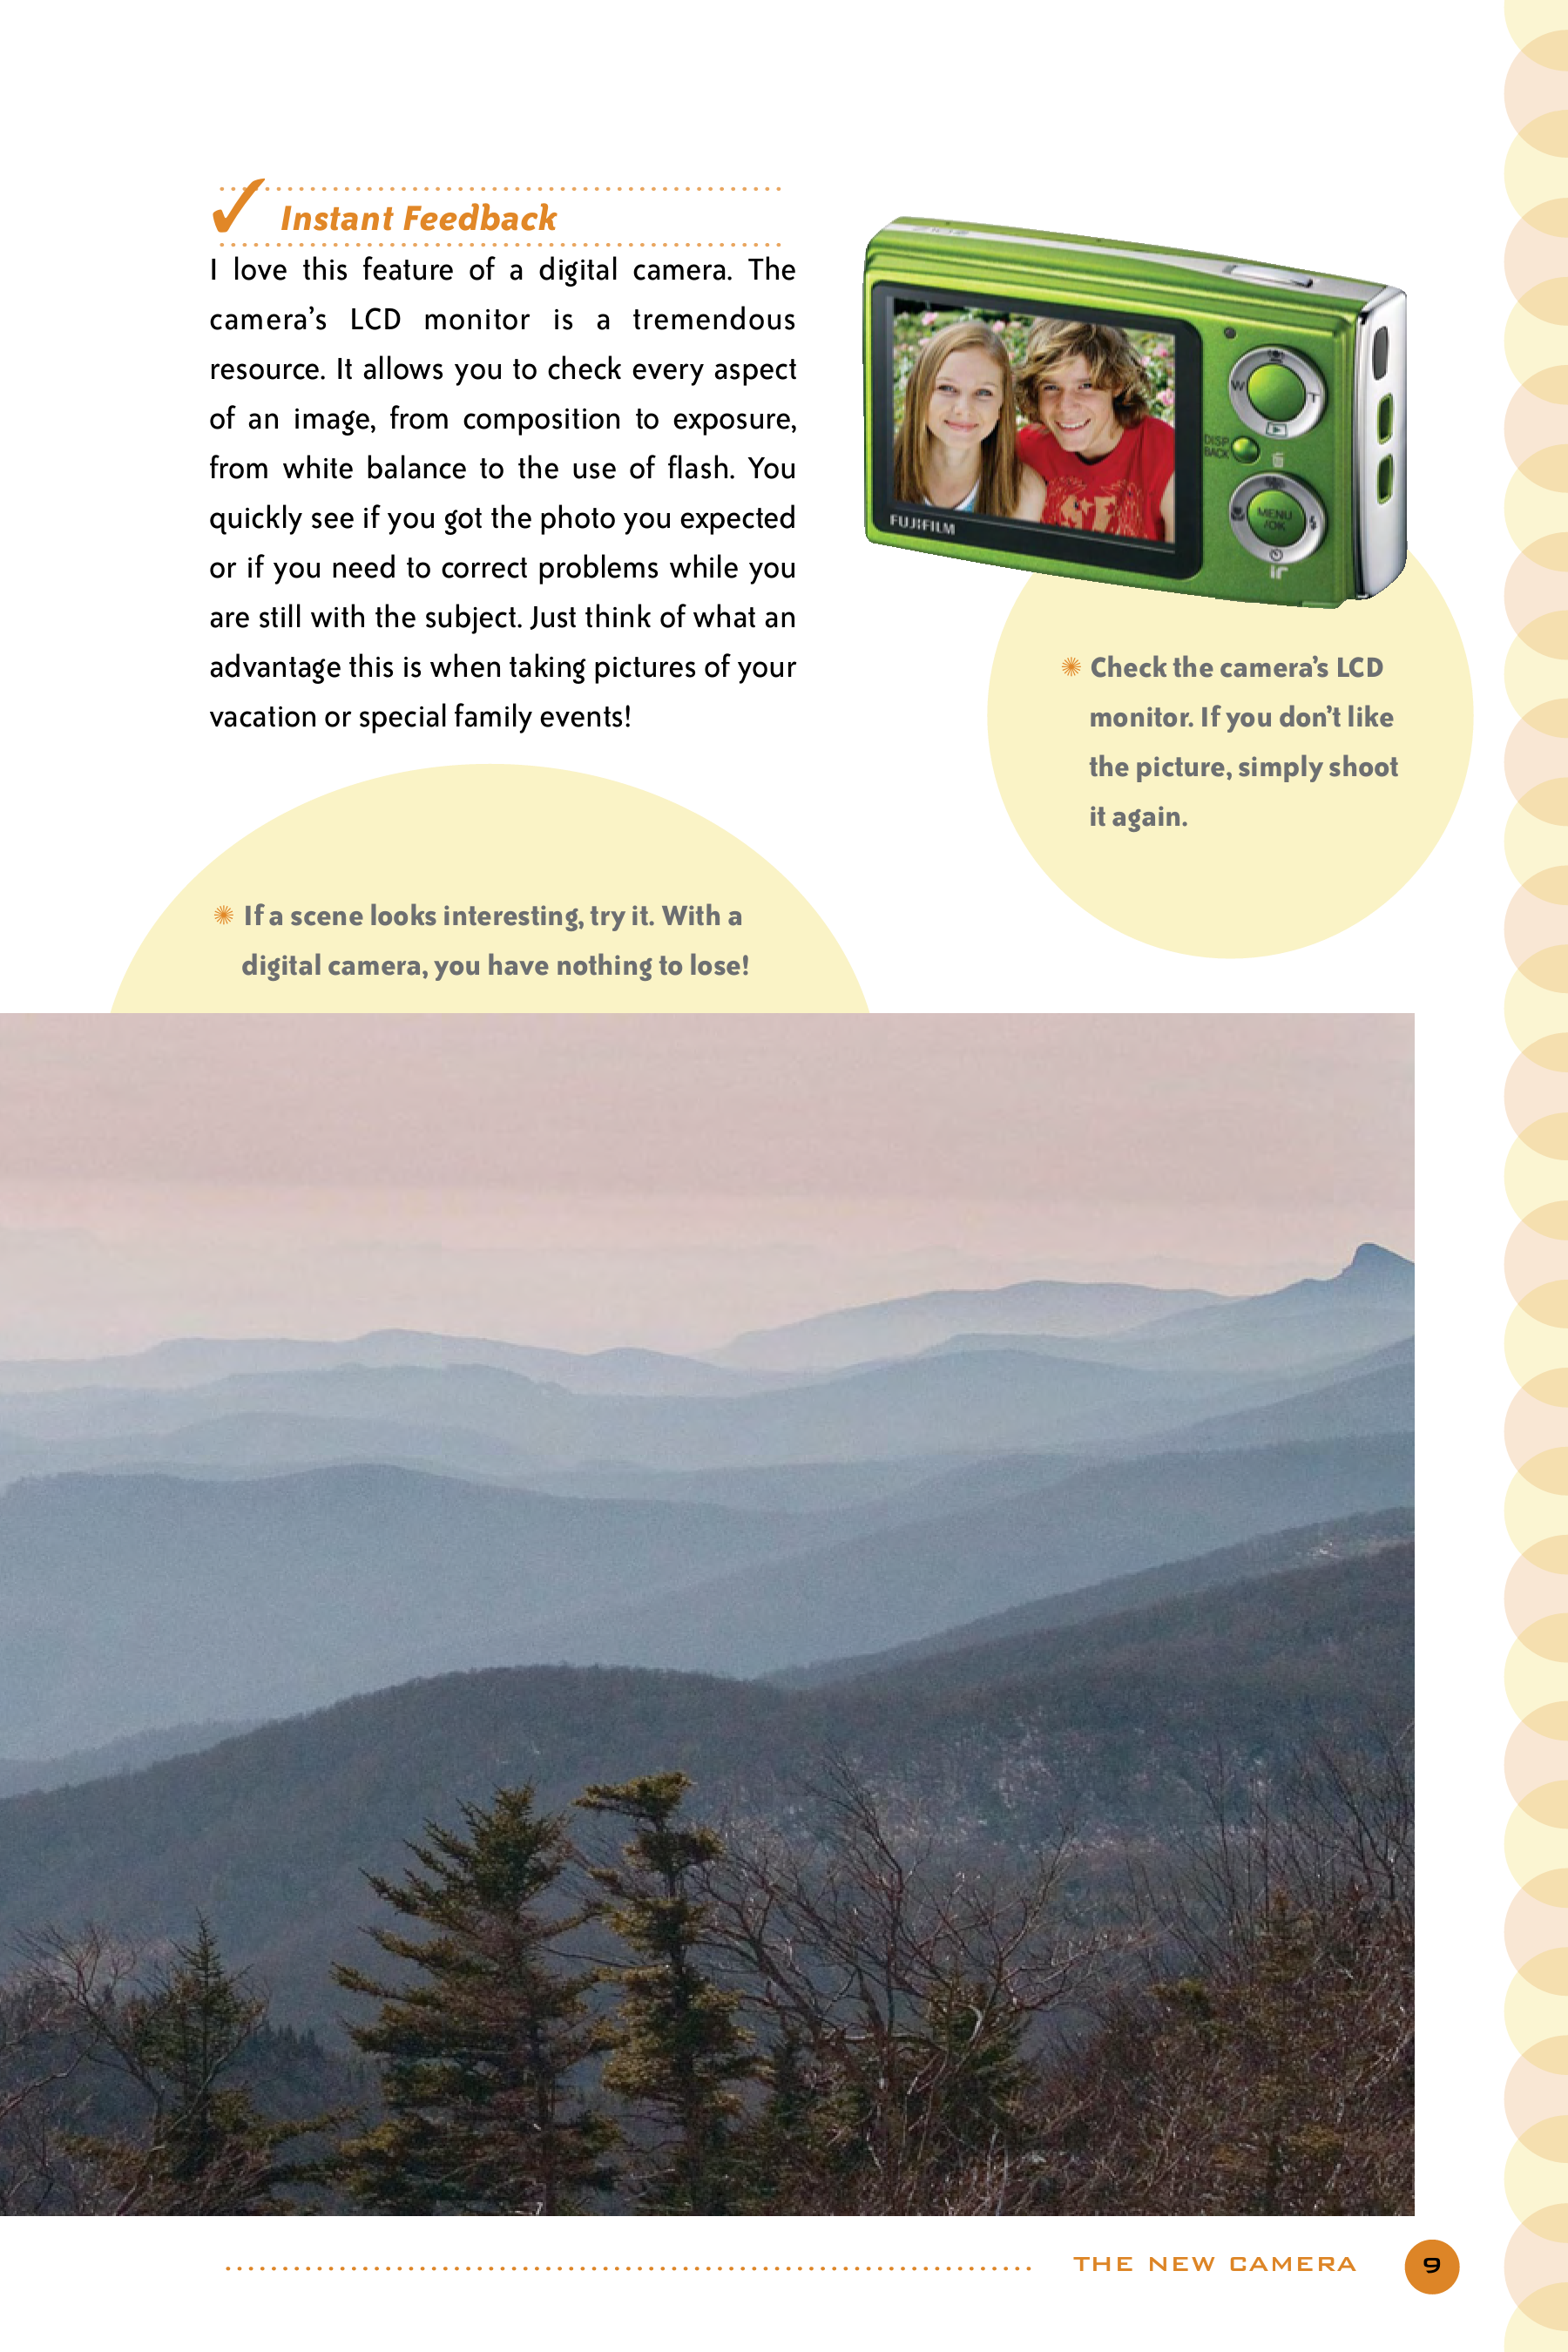 Instant Feedback
I love this feature of a digital camera. The
camera’s LCD monitor is a tremendous
resource. It allows you to check every aspect
of an image, from composition to exposure,
from white balance to the use of flash. You
quickly see if you got the photo you expected
or if you need to correct problems while you
are still with the subject. Just think of what an
advantage this is when taking pictures of your
vacation or special family events!
W
T
DISP
BACK
MENU
/OK
FUJIFILM
Check the camera’s LCD
monitor. If you don’t like
the picture, simply shoot
it again.
If a scene looks interesting, try it. With a
digital camera, you have nothing to lose!
THE NEW CAMERA 9